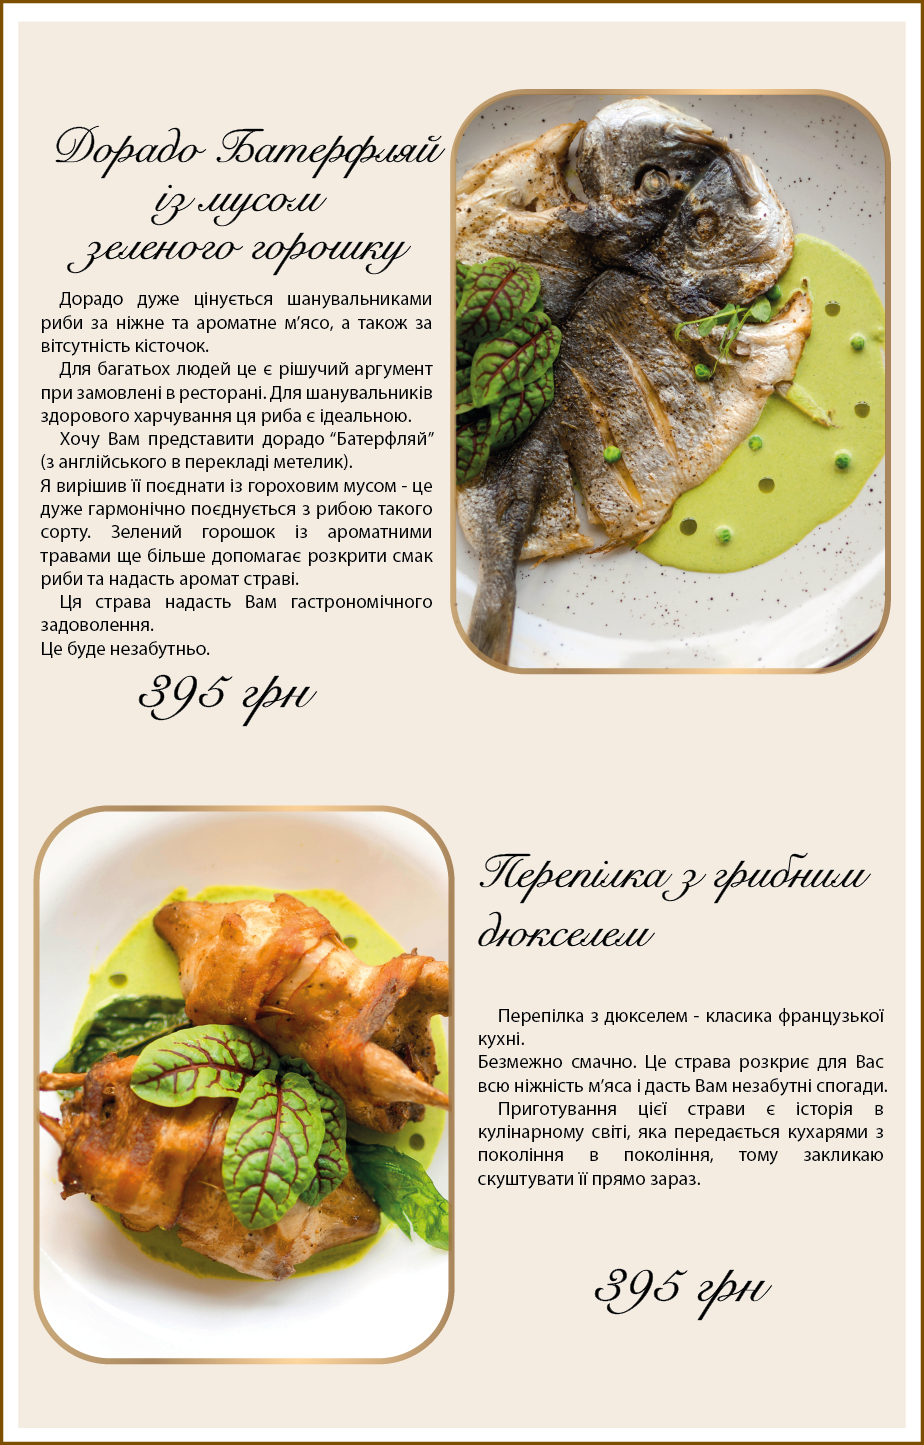 Дорадо Батерфляй
із мусом
зеленого горошку
Дорадо дуже цінується шанувальниками
риби за ніжне та ароматне м’ясо, а також за
вітсутність кісточок.
Для багатьох людей це є рішучий аргумент
при замовлені в ресторані. Для шанувальників
здорового харчування ця риба є ідеальною.
Хочу Вам представити дорадо “Батерфляй”
(з англійського в перекладі метелик).
Я вирішив її поєднати із гороховим мусом - це
дуже гармонічно поєднується з рибою такого
сорту. Зелений горошок із ароматними
травами ще більше допомагає розкрити смак
риби та надасть аромат страві.
Ця страва надасть Вам гастрономічного
задоволення.
Це буде незабутньо.
395 грн
Перепілка з грибним
дюкселем
Перепілка з дюкселем - класика французької
кухні.
Безмежно смачно. Це страва розкриє для Вас
всю ніжність м’яса і дасть Вам незабутні спогади.
Приготування цієї страви є історія в
кулінарному світі, яка передається кухарями з
покоління в покоління, тому закликаю
скуштувати її прямо зараз.
395 грн